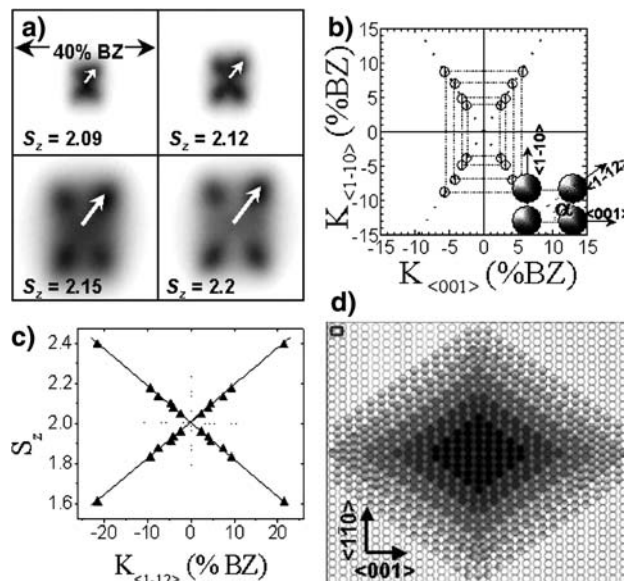 a)
40% BZ
S_z = 2.09
S_z = 2.12
S_z = 2.15
S_z = 2.2
b)
K<1-10> (%BZ)
15
10
5
0
-5
-10
-15
-15 -10 -5 0 5 10 15
K<001> (%BZ)
<1-10>
<1-12>
α
<001>
c)
S_z
2.4
2.2
2.0
1.8
1.6
-20 -10 0 10 20
K<1-12> (% BZ)
d)
<110>
<001>